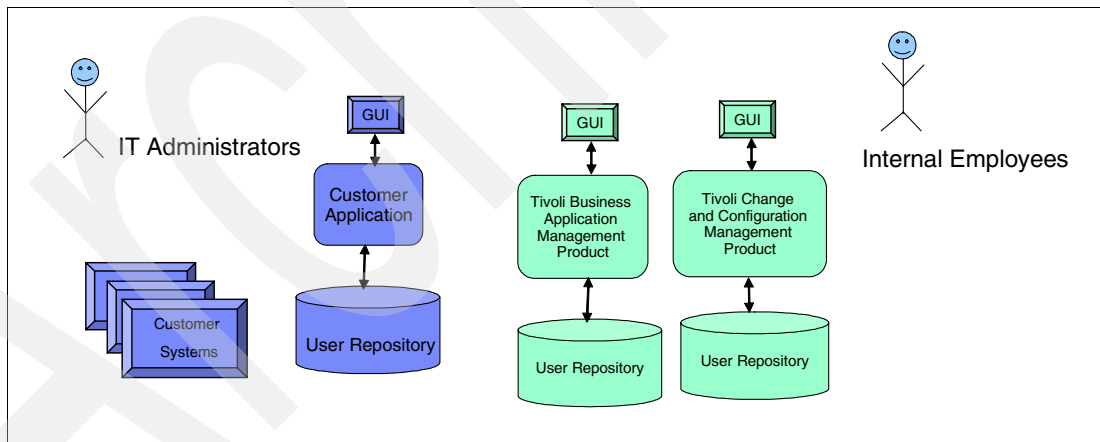 IT Administrators
GUI
Customer
Application
User Repository
Customer
Systems
GUI
Tivoli Business
Application
Management
Product
User Repository
GUI
Tivoli Change
and Configuration
Management
Product
User Repository
Internal Employees